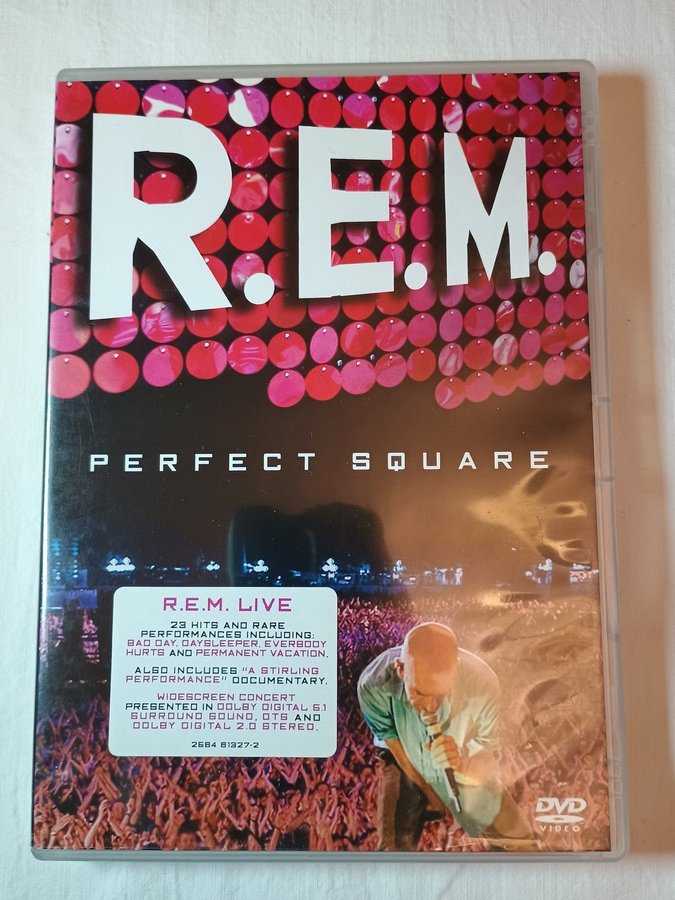 R.E.M.
PERFECT SQUARE
R.E.M. LIVE
23 HITS AND RARE
PERFORMANCES INCLUDING:
BAD DAY, DAYSLEEPER, EVERBODY
HURTS AND PERMANENT VACATION.
ALSO INCLUDES "A STIRLING
PERFORMANCE" DOCUMENTARY.
WIDESCREEN CONCERT
PRESENTED IN DOLBY DIGITAL 5.1
SURROUND SOUND, DTS AND
DOLBY DIGITAL 2.0 STEREO.
2564 61327-2
DVD
VIDEO